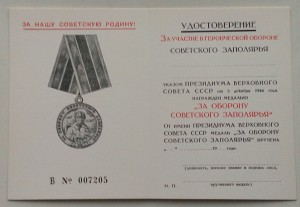 ЗА НАШУ СОВЕТСКУЮ РОДИНУ!
В № 007205
УДОСТОВЕРЕНИЕ
ЗА УЧАСТИЕ В ГЕРОИЧЕСКОЙ ОБОРОНЕ
СОВЕТСКОГО ЗАПОЛЯРЬЯ
УКАЗОМ ПРЕЗИДИУМА ВЕРХОВНОГО
СОВЕТА СССР от 5 декабря 1944 года
НАГРАЖДЕН МЕДАЛЬЮ
"ЗА ОБОРОНУ
СОВЕТСКОГО ЗАПОЛЯРЬЯ"
ОТ ИМЕНИ ПРЕЗИДИУМА ВЕРХОВНОГО
СОВЕТА СССР МЕДАЛЬ "ЗА ОБОРОНУ
СОВЕТСКОГО ЗАПОЛЯРЬЯ" ВРУЧЕНА
" " 19 года
М. П.